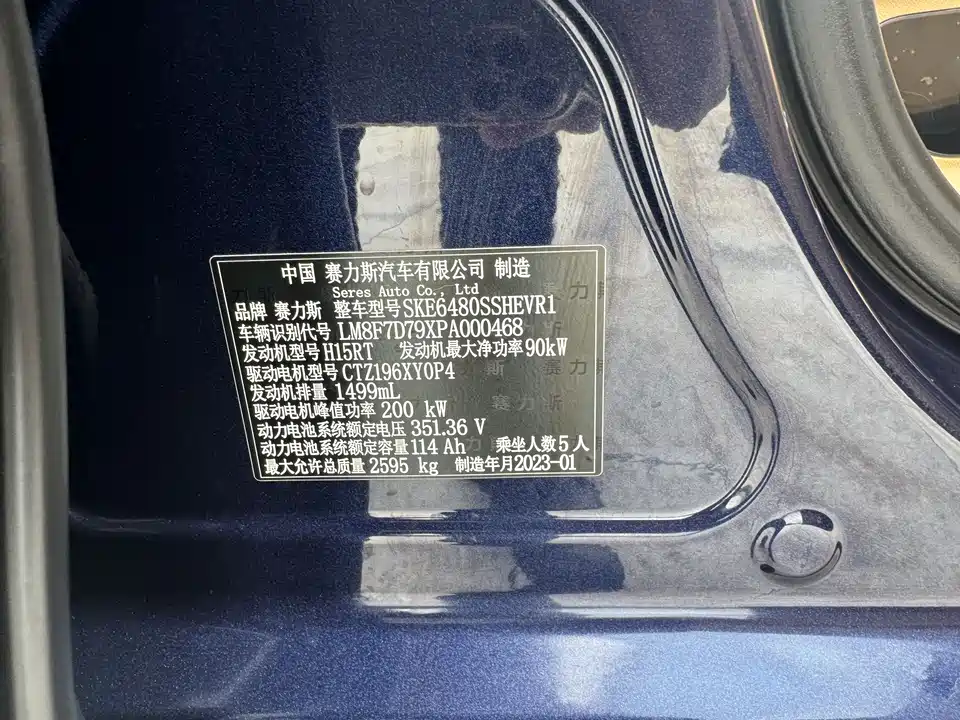 中国 赛力斯汽车有限公司 制造
Seres Auto Co., Ltd
品牌 赛力斯 整车型号 SKE6480SSHEVR1
车辆识别代号 LM8F7D79XPA000468
发动机型号 H15RT 发动机最大净功率 90kW
驱动电机型号 CTZ196XY0P4
发动机排量 1499mL
驱动电机峰值功率 200 kW
动力电池系统额定电压 351.36 V
动力电池系统额定容量 114 Ah 乘坐人数 5 人
最大允许总质量 2595 kg 制造年月 2023-01